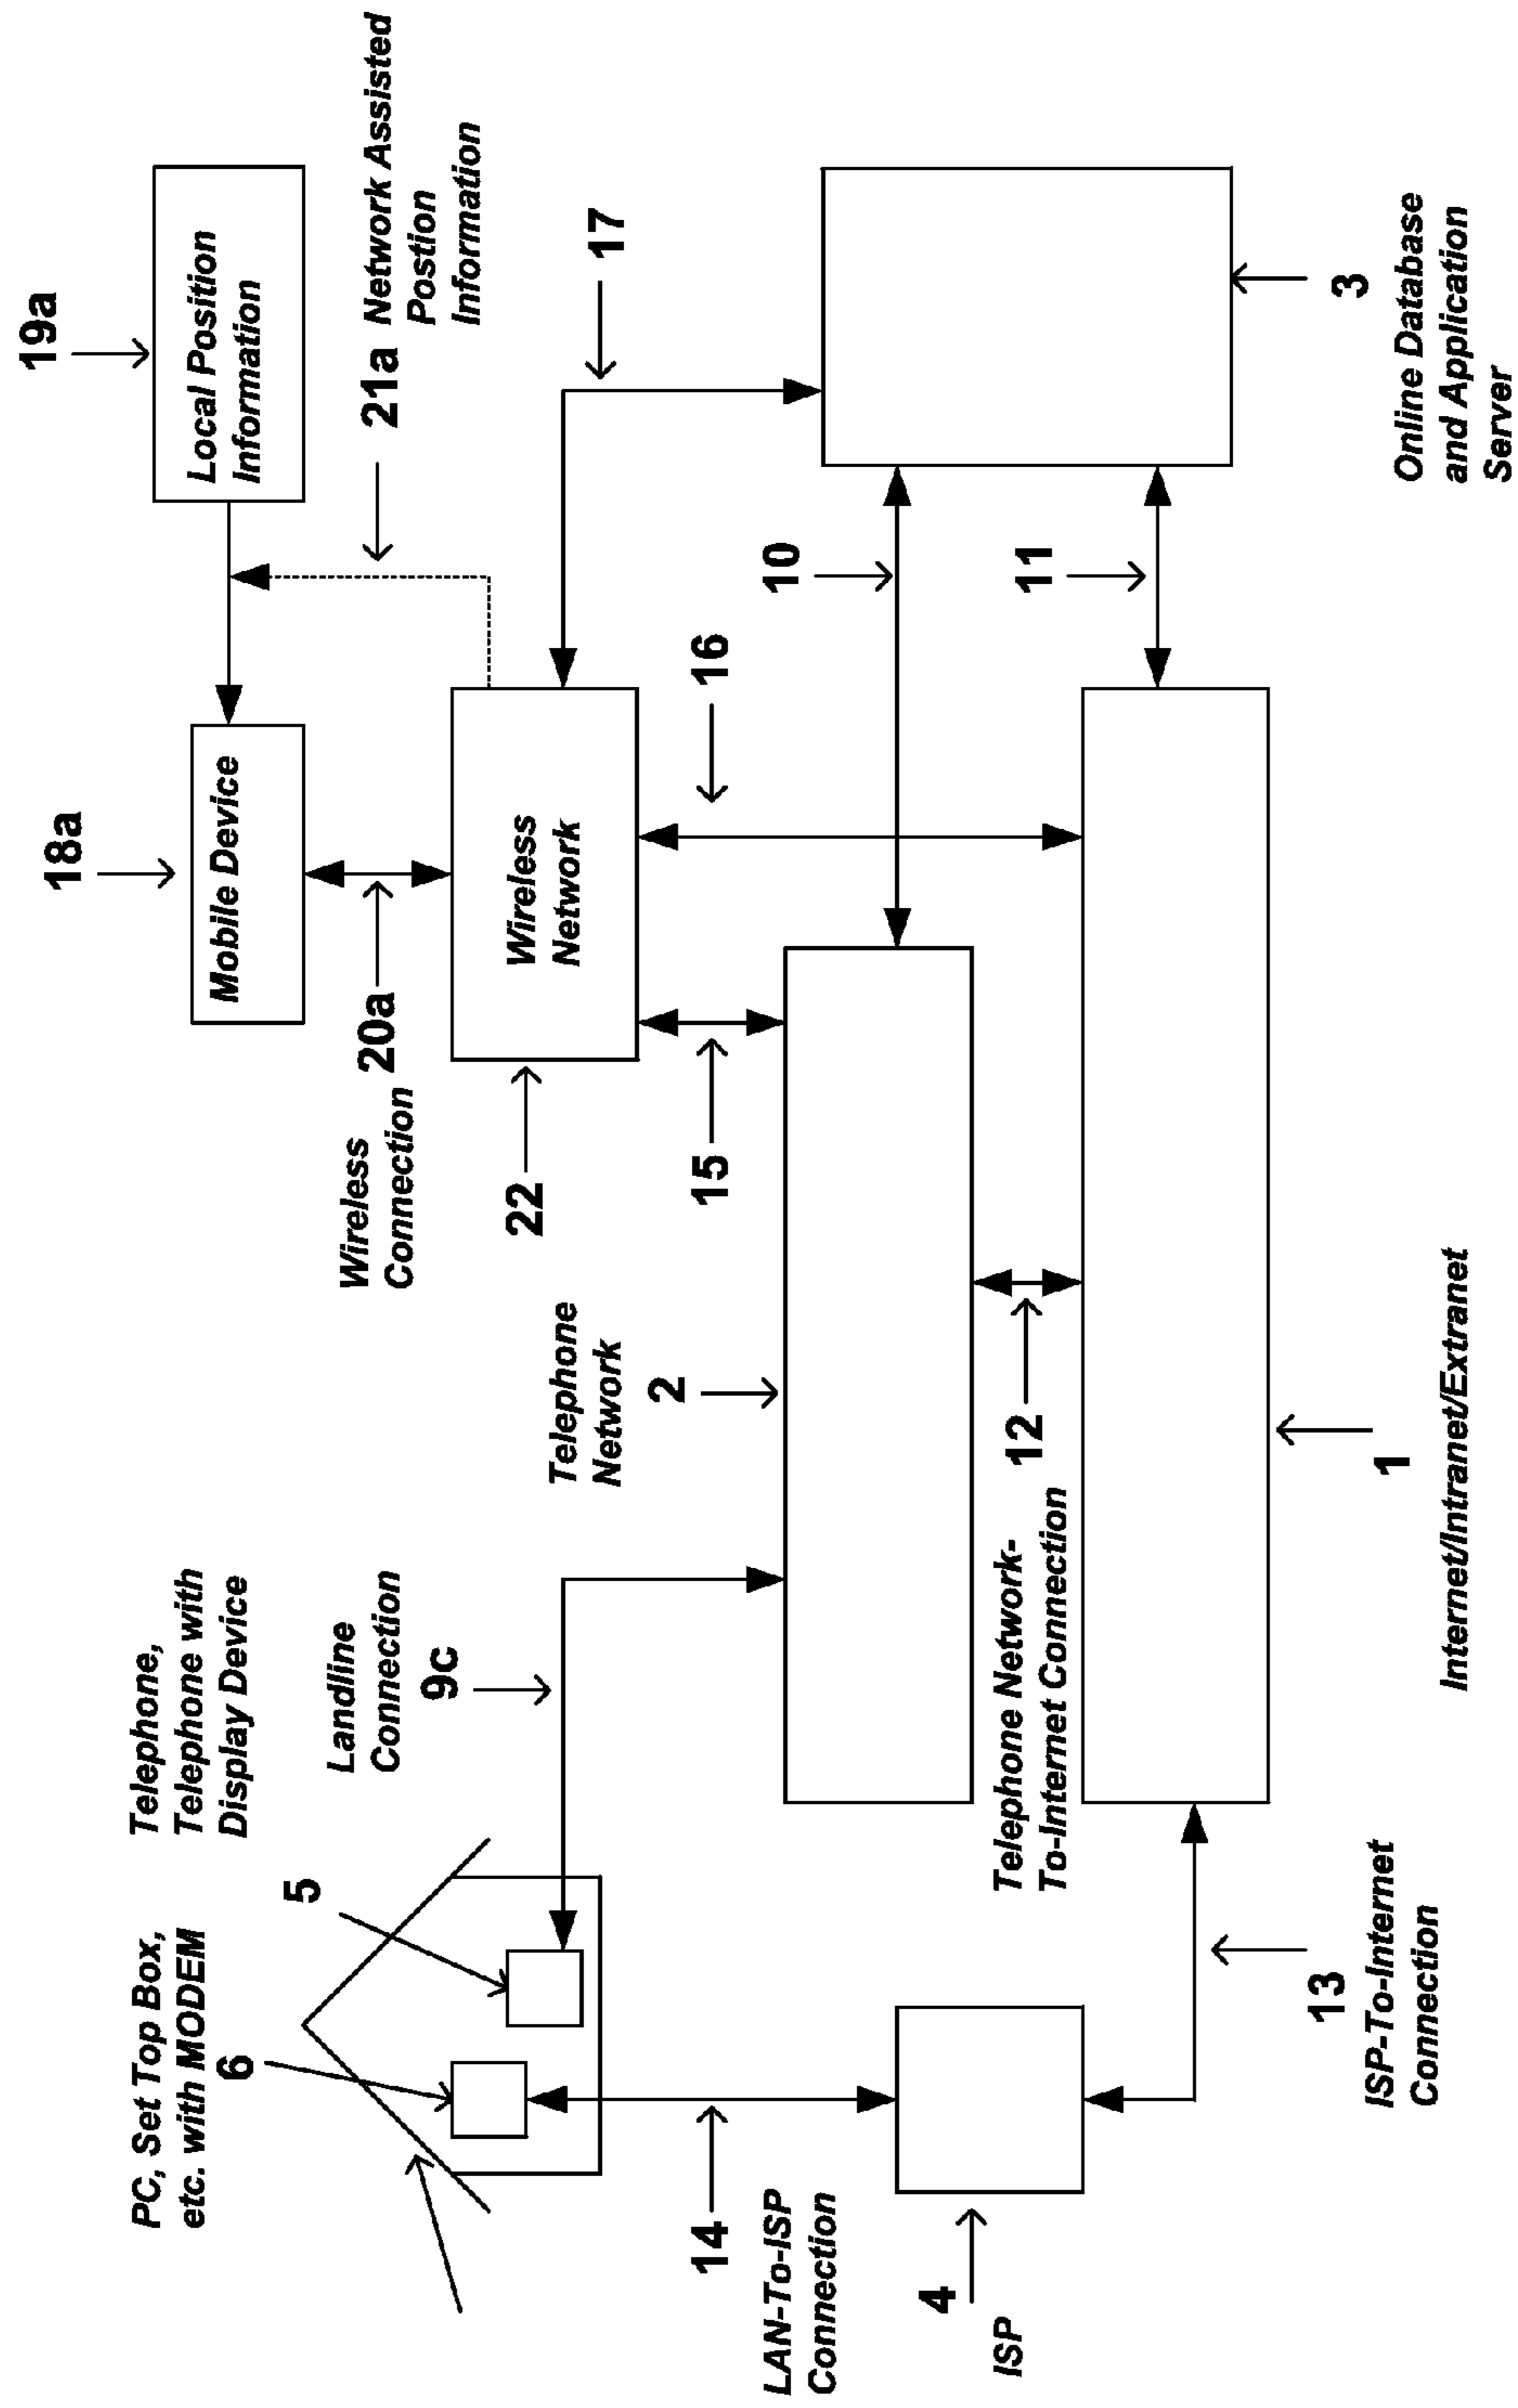 PC, Set Top Box,
etc. with MODEM
6
Telephone,
Telephone with
Display Device
5
Landline
Connection
9c
18a
Mobile Device
19a
Local Position
Information
Wireless
Connection
20a
21a Network Assisted
Postion
Information
22
Wireless
Network
Telephone
Network
2
15
16
17
14
LAN-To-ISP
Connection
10
4
ISP
Telephone Network-
To-Internet Connection
12
11
13
ISP-To-Internet
Connection
1
Internet/Intranet/Extranet
3
Online Database
and Application
Server